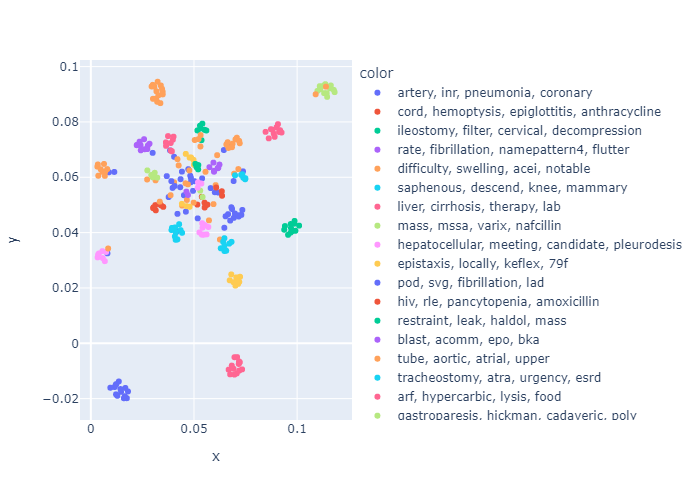 color
artery, inr, pneumonia, coronary
cord, hemoptysis, epiglottitis, anthracycline
ileostomy, filter, cervical, decompression
rate, fibrillation, namepattern4, flutter
difficulty, swelling, acei, notable
saphenous, descend, knee, mammary
liver, cirrhosis, therapy, lab
mass, mssa, varix, nafcillin
hepatocellular, meeting, candidate, pleurodesis
epistaxis, locally, keflex, 79f
pod, svg, fibrillation, lad
hiv, rle, pancytopenia, amoxicillin
restraint, leak, haldol, mass
blast, acomm, epo, bka
tube, aortic, atrial, upper
tracheostomy, atra, urgency, esrd
arf, hypercarbic, lysis, food
gastroparesis, hickman, cadaveric, poly
0.1
0.08
0.06
0.04
0.02
0
−0.02
y
0
0.05
0.1
x